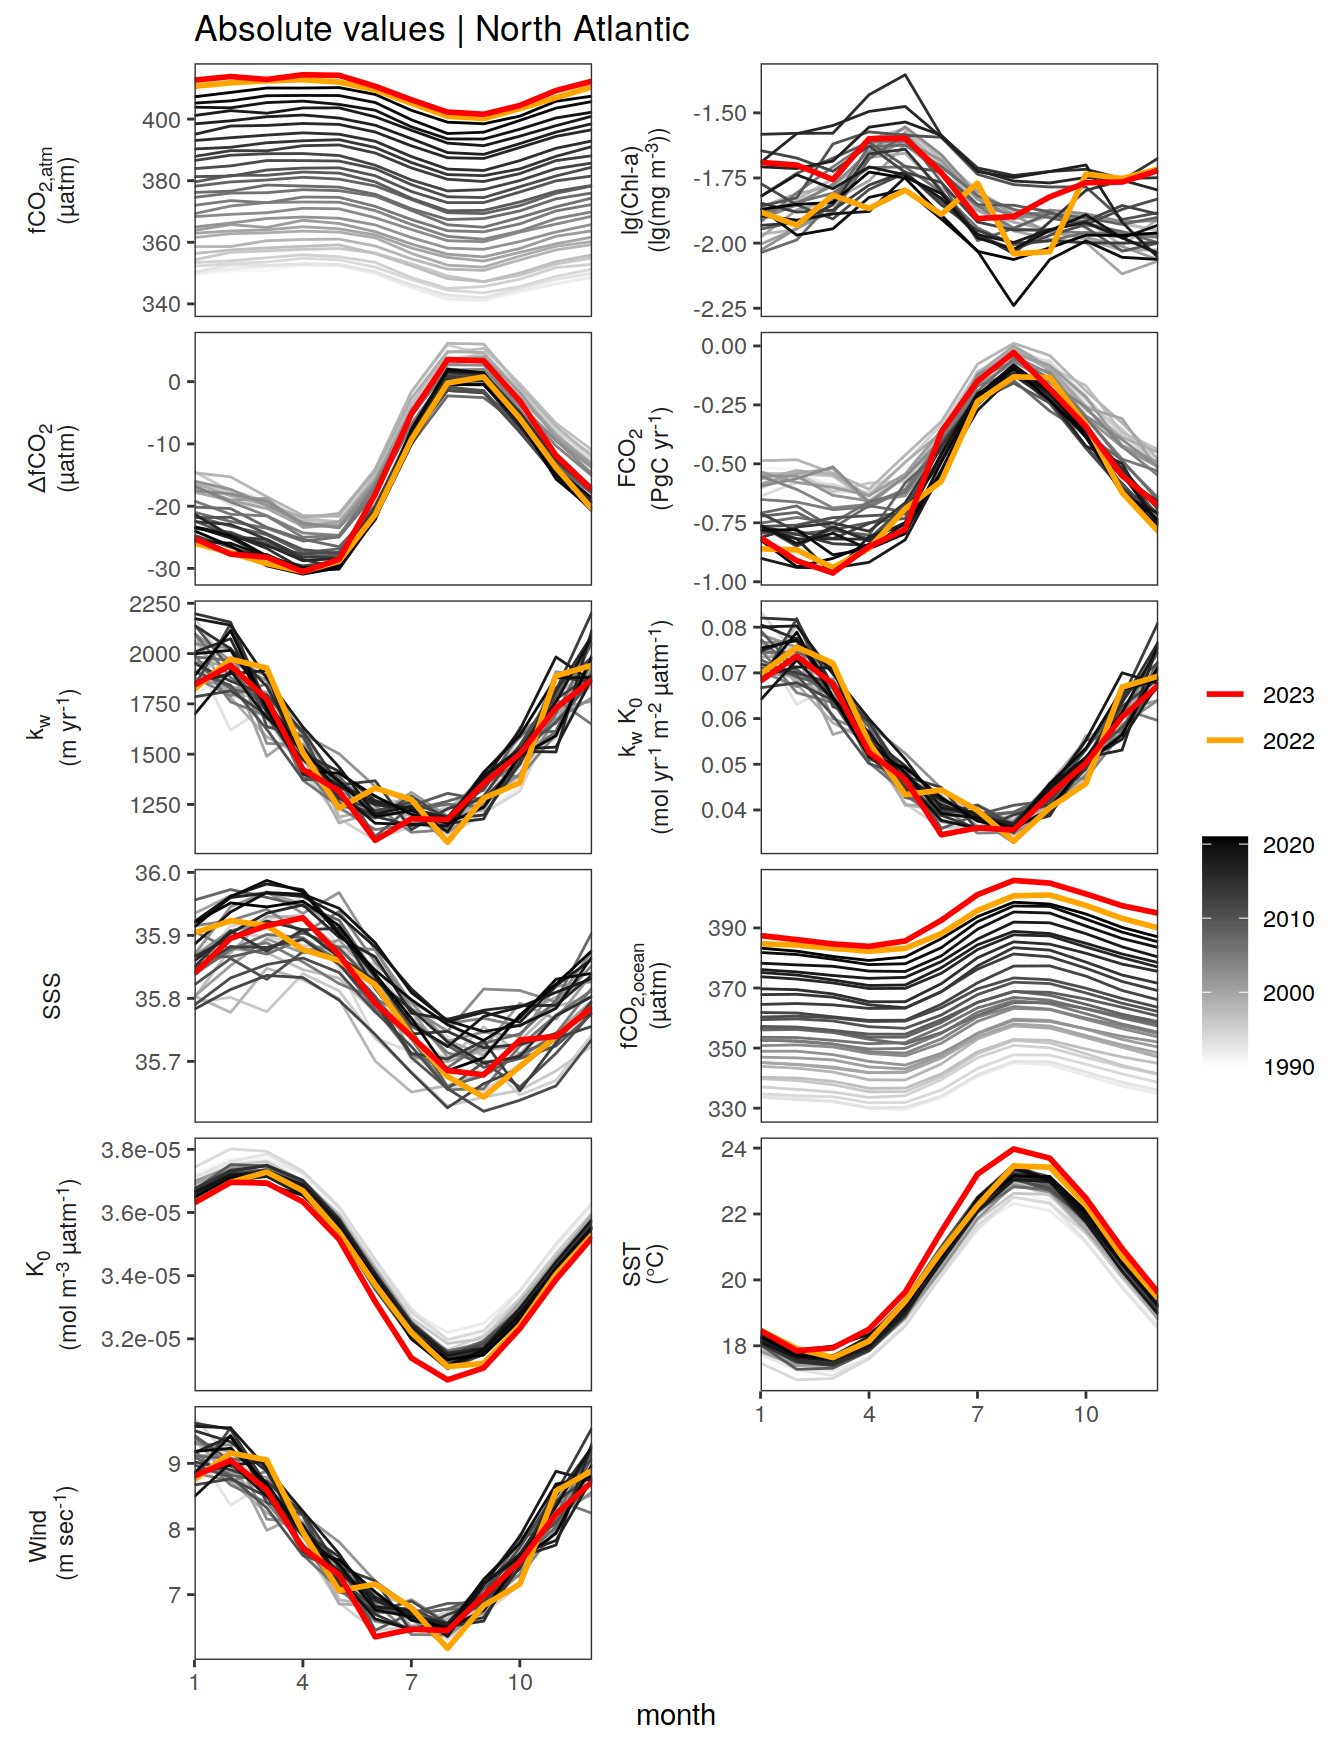 Absolute values | North Atlantic
fCO2,atm
(µatm)
400
380
360
340
lg(Chl-a)
(lg(mg m-3))
-1.50
-1.75
-2.00
-2.25
ΔfCO2
(µatm)
0
-10
-20
-30
FCO2
(PgC yr-1)
0.00
-0.25
-0.50
-0.75
-1.00
kw
(m yr-1)
2250
2000
1750
1500
1250
kw K0
(mol yr-1 m-2 µatm-1)
0.08
0.07
0.06
0.05
0.04
SSS
36.0
35.9
35.8
35.7
fCO2,ocean
(µatm)
390
370
350
330
K0
(mol m-3 µatm-1)
3.8e-05
3.6e-05
3.4e-05
3.2e-05
SST
(°C)
24
22
20
18
1 4 7 10
Wind
(m sec-1)
9
8
7
1 4 7 10
month
2023
2022
2020
2010
2000
1990